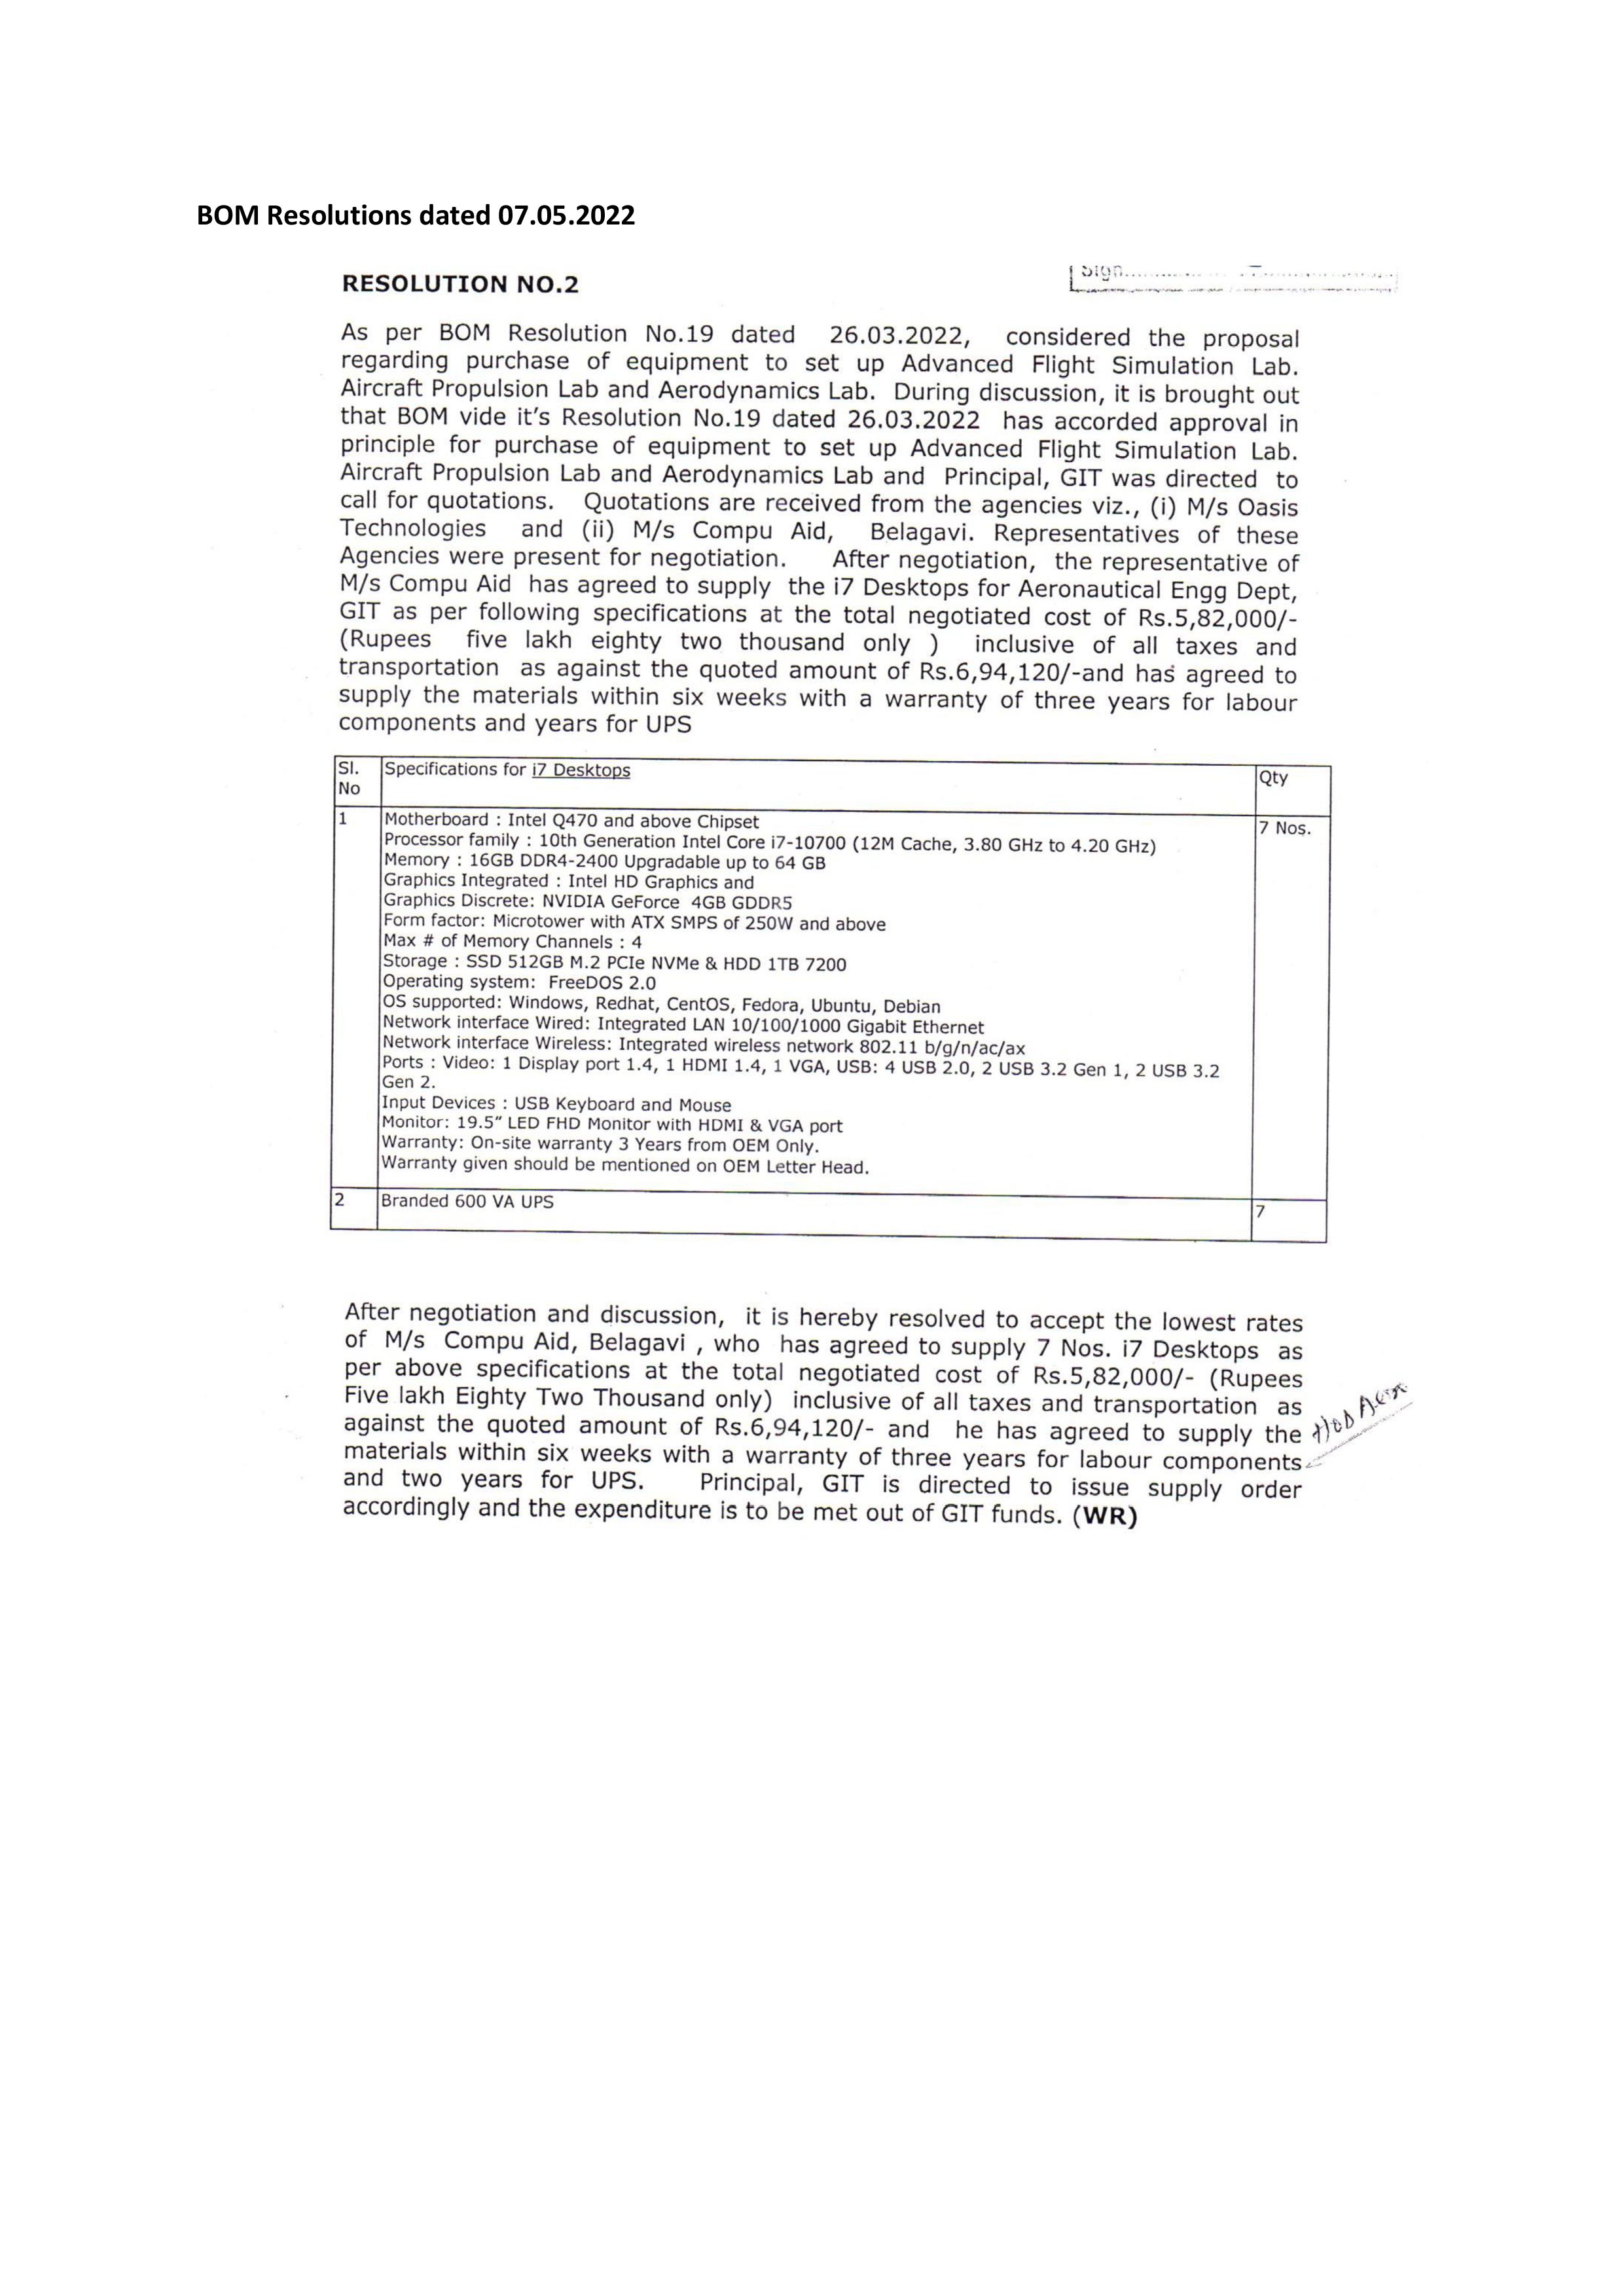 BOM Resolutions dated 07.05.2022
RESOLUTION NO.2
Sign
As per BOM Resolution No.19 dated 26.03.2022, considered the proposal
regarding purchase of equipment to set up Advanced Flight Simulation Lab.
Aircraft Propulsion Lab and Aerodynamics Lab. During discussion, it is brought out
that BOM vide it's Resolution No.19 dated 26.03.2022 has accorded approval in
principle for purchase of equipment to set up Advanced Flight Simulation Lab.
Aircraft Propulsion Lab and Aerodynamics Lab and Principal, GIT was directed to
call for quotations. Quotations are received from the agencies viz., (i) M/s Oasis
Technologies and (ii) M/s Compu Aid, Belagavi. Representatives of these
Agencies were present for negotiation. After negotiation, the representative of
M/s Compu Aid has agreed to supply the i7 Desktops for Aeronautical Engg Dept,
GIT as per following specifications at the total negotiated cost of Rs.5,82,000/-
(Rupees five lakh eighty two thousand only ) inclusive of all taxes and
transportation as against the quoted amount of Rs.6,94,120/-and has agreed to
supply the materials within six weeks with a warranty of three years for labour
components and years for UPS
Sl. No Specifications for i7 Desktops Qty
1 Motherboard : Intel Q470 and above Chipset 7 Nos.
Processor family : 10th Generation Intel Core i7-10700 (12M Cache, 3.80 GHz to 4.20 GHz)
Memory : 16GB DDR4-2400 Upgradable up to 64 GB
Graphics Integrated : Intel HD Graphics and
Graphics Discrete: NVIDIA GeForce 4GB GDDR5
Form factor: Microtower with ATX SMPS of 250W and above
Max # of Memory Channels : 4
Storage : SSD 512GB M.2 PCIe NVMe & HDD 1TB 7200
Operating system: FreeDOS 2.0
OS supported: Windows, Redhat, CentOS, Fedora, Ubuntu, Debian
Network interface Wired: Integrated LAN 10/100/1000 Gigabit Ethernet
Network interface Wireless: Integrated wireless network 802.11 b/g/n/ac/ax
Ports : Video: 1 Display port 1.4, 1 HDMI 1.4, 1 VGA, USB: 4 USB 2.0, 2 USB 3.2 Gen 1, 2 USB 3.2
Gen 2.
Input Devices : USB Keyboard and Mouse
Monitor: 19.5" LED FHD Monitor with HDMI & VGA port
Warranty: On-site warranty 3 Years from OEM Only.
Warranty given should be mentioned on OEM Letter Head.
2 Branded 600 VA UPS 7
After negotiation and discussion, it is hereby resolved to accept the lowest rates
of M/s Compu Aid, Belagavi , who has agreed to supply 7 Nos. i7 Desktops as
per above specifications at the total negotiated cost of Rs.5,82,000/- (Rupees
Five lakh Eighty Two Thousand only) inclusive of all taxes and transportation as
against the quoted amount of Rs.6,94,120/- and he has agreed to supply the
materials within six weeks with a warranty of three years for labour components
and two years for UPS. Principal, GIT is directed to issue supply order
accordingly and the expenditure is to be met out of GIT funds. (WR)